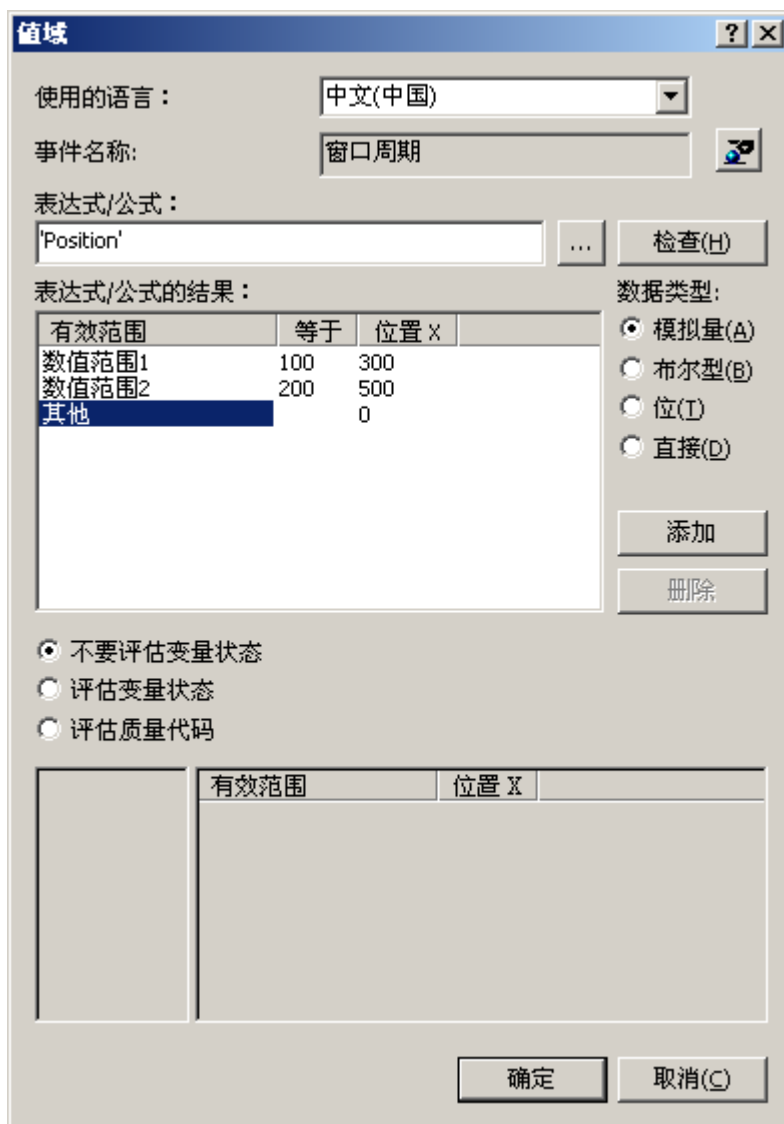 值域
使用的语言：
中文(中国)
事件名称:
窗口周期
表达式/公式：
'Position'
...
检查(H)
表达式/公式的结果：
数据类型:
有效范围 等于 位置 X
数值范围1 100 300
数值范围2 200 500
其他 0
模拟量(A)
布尔型(B)
位(T)
直接(D)
添加
删除
不要评估变量状态
评估变量状态
评估质量代码
有效范围 位置 X
确定
取消(C)